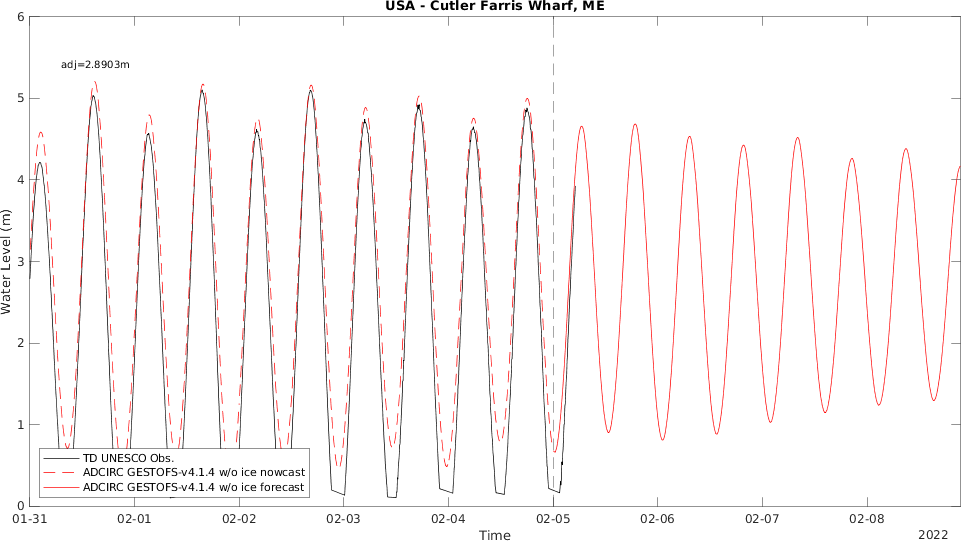 USA - Cutler Farris Wharf, ME
6
adj=2.8903m
5
4
3
2
1
0
Water Level (m)
TD UNESCO Obs.
ADCIRC GESTOFS-v4.1.4 w/o ice nowcast
ADCIRC GESTOFS-v4.1.4 w/o ice forecast
01-31 02-01 02-02 02-03 02-04 02-05 02-06 02-07 02-08
Time
2022